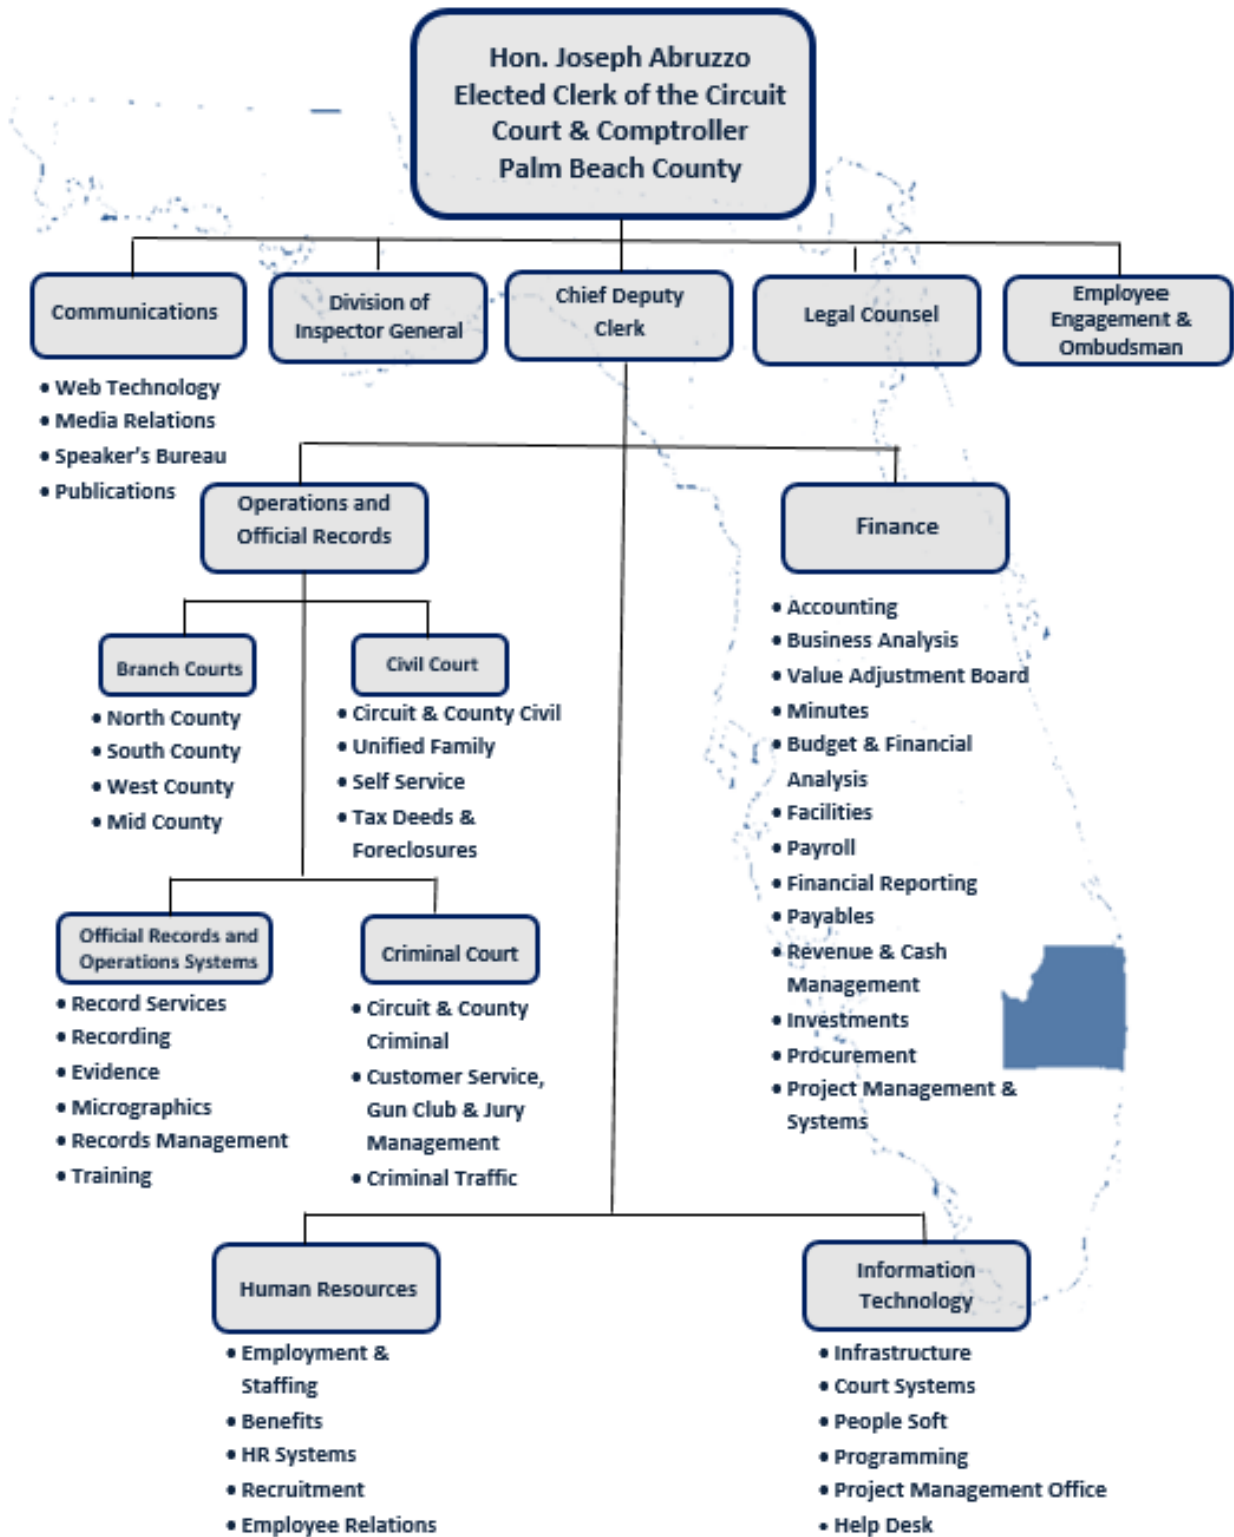 Hon. Joseph Abruzzo
Elected Clerk of the Circuit
Court & Comptroller
Palm Beach County
Communications
• Web Technology
• Media Relations
• Speaker's Bureau
• Publications
Division of
Inspector General
Chief Deputy
Clerk
Legal Counsel
Employee
Engagement &
Ombudsman
Operations and
Official Records
Branch Courts
• North County
• South County
• West County
• Mid County
Civil Court
• Circuit & County Civil
• Unified Family
• Self Service
• Tax Deeds &
Foreclosures
Official Records and
Operations Systems
• Record Services
• Recording
• Evidence
• Micrographics
• Records Management
• Training
Criminal Court
• Circuit & County
Criminal
• Customer Service,
Gun Club & Jury
Management
• Criminal Traffic
Finance
• Accounting
• Business Analysis
• Value Adjustment Board
• Minutes
• Budget & Financial
Analysis
• Facilities
• Payroll
• Financial Reporting
• Payables
• Revenue & Cash
Management
• Investments
• Procurement
• Project Management &
Systems
Human Resources
• Employment &
Staffing
• Benefits
• HR Systems
• Recruitment
• Employee Relations
Information
Technology
• Infrastructure
• Court Systems
• People Soft
• Programming
• Project Management Office
• Help Desk